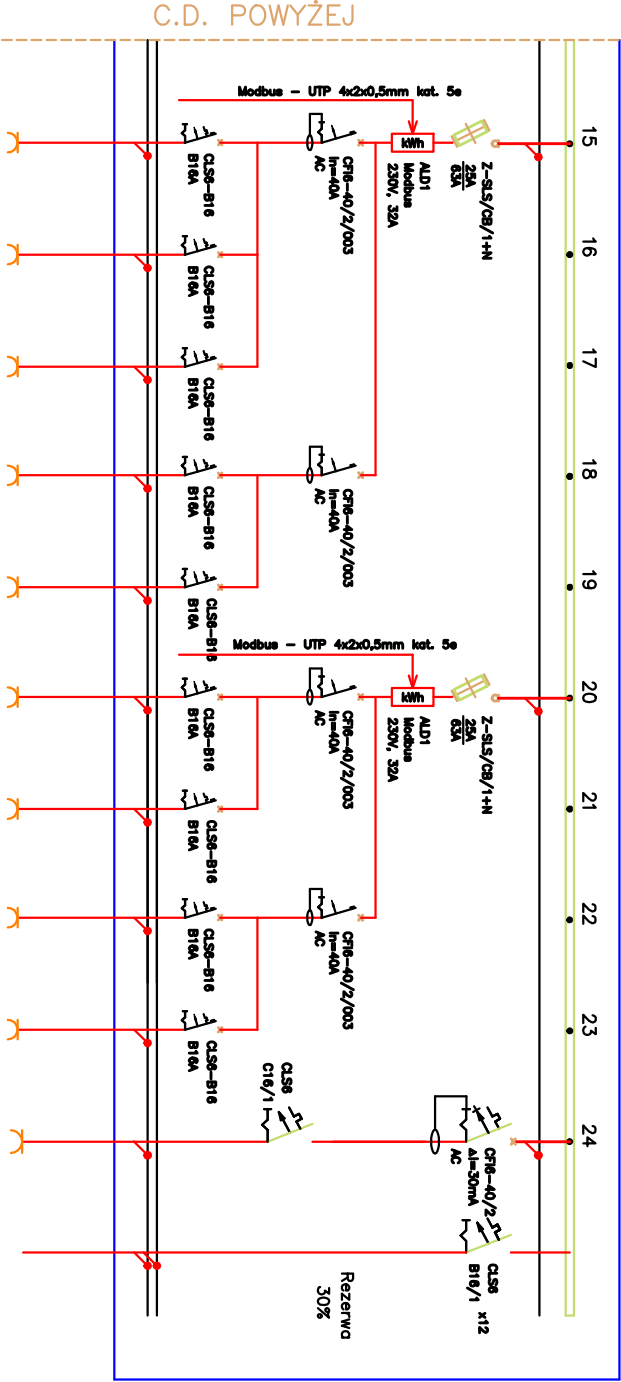 C.D. POWYŻEJ
15
Z-SLS/CB/1+N
25A
63A
kWh
ALD1
Modbus
230V, 32A
Modbus - UTP 4x2x0,5mm kat. 5e
CFI6-40/2/003
In=40A
AC
CLS6-B16
B16A
16
CLS6-B16
B16A
17
CLS6-B16
B16A
18
CFI6-40/2/003
In=40A
AC
CLS6-B16
B16A
19
CLS6-B16
B16A
20
Z-SLS/CB/1+N
25A
63A
kWh
ALD1
Modbus
230V, 32A
Modbus - UTP 4x2x0,5mm kat. 5e
CFI6-40/2/003
In=40A
AC
CLS6-B16
B16A
21
CLS6-B16
B16A
22
CFI6-40/2/003
In=40A
AC
CLS6-B16
B16A
23
CLS6-B16
B16A
24
CFI6-40/2
ΔI=30mA
AC
CLS6
C16/1
CLS6
B16/1 x12
Rezerwa
30%